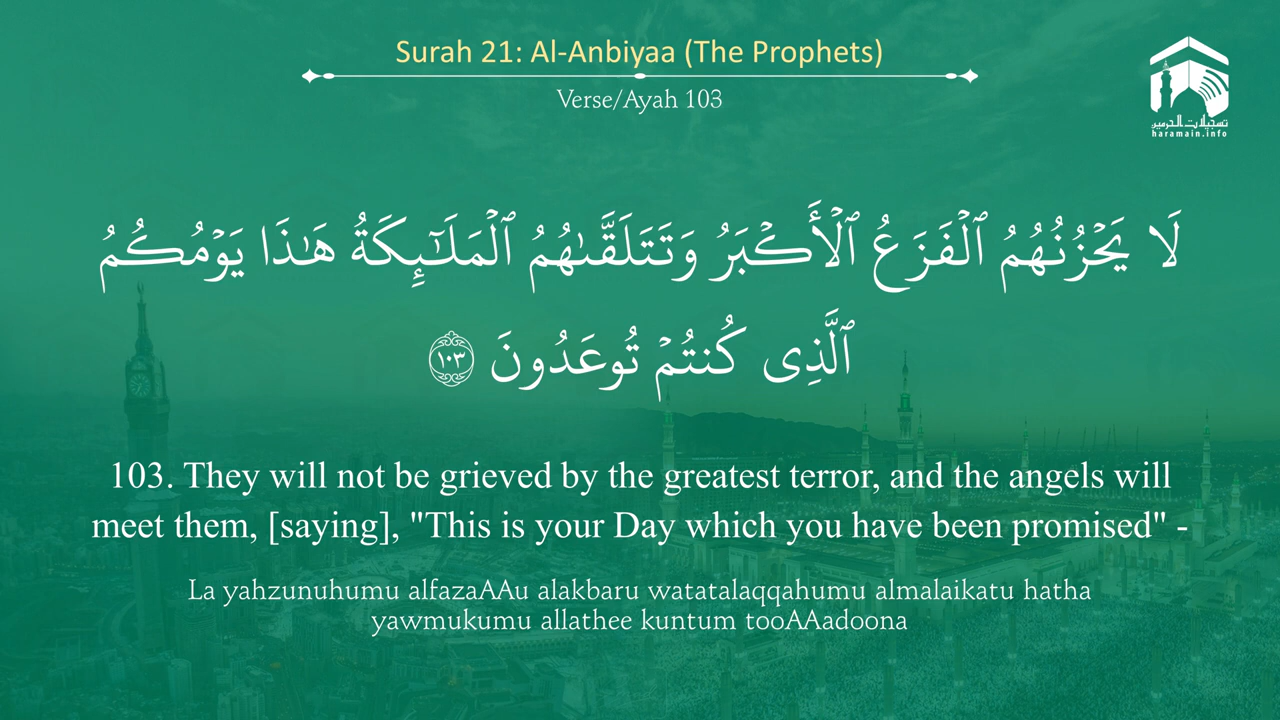 Surah 21: Al-Anbiyaa (The Prophets)
Verse/Ayah 103
تسجيلات الحرمين
haramain.info
لَا يَحْزُنُهُمُ ٱلْفَزَعُ ٱلْأَكْبَرُ وَتَتَلَقَّىٰهُمُ ٱلْمَلَـٰٓئِكَةُ هَـٰذَا يَوْمُكُمُ
ٱلَّذِى كُنتُمْ تُوعَدُونَ ١٠٣
103. They will not be grieved by the greatest terror, and the angels will
meet them, [saying], "This is your Day which you have been promised" -
La yahzunuhumu alfazaAAu alakbaru watatalaqqahumu almalaikatu hatha
yawmukumu allathee kuntum tooAAadoona